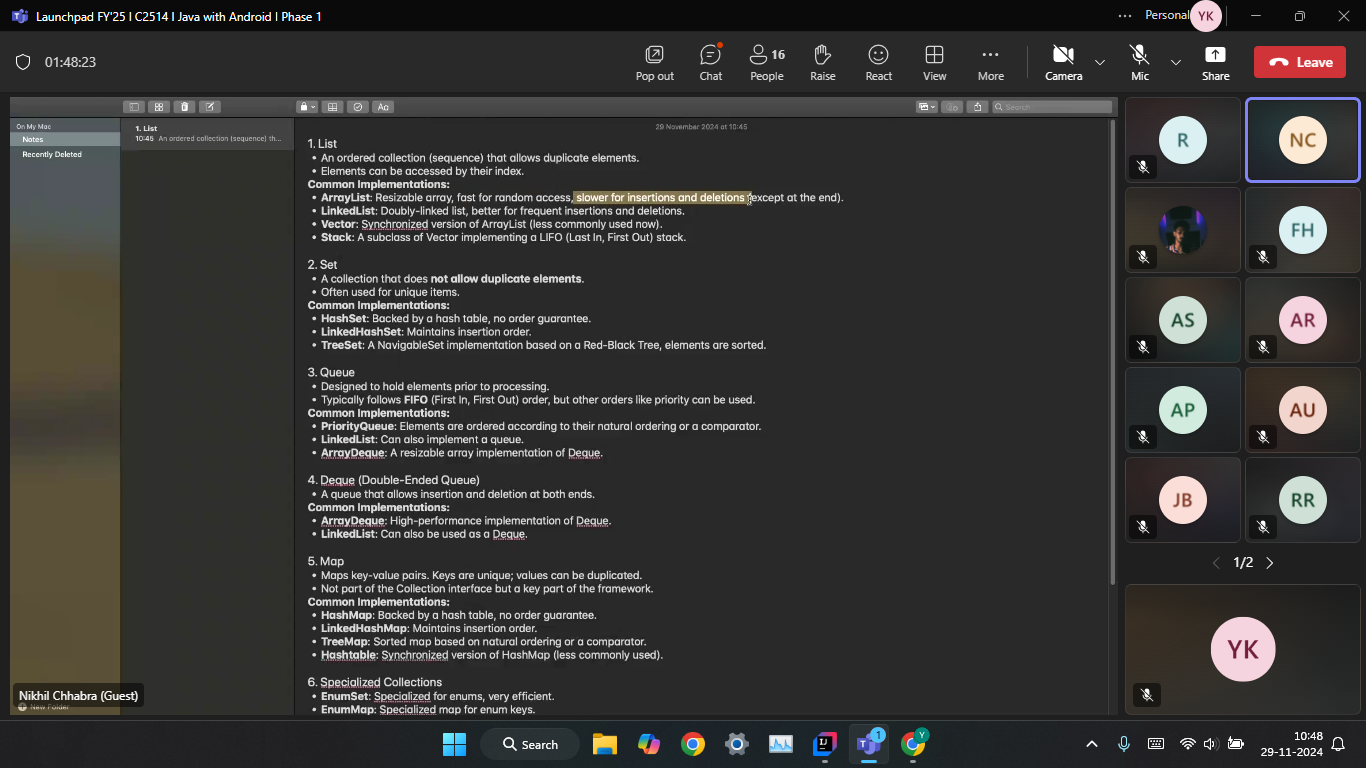 Launchpad FY'25 | C2514 | Java with Android | Phase 1
Personal
YK
01:48:23
Pop out
Chat
16
People
Raise
React
View
More
Camera
Mic
Share
Leave
Aa
Search
On My Mac
Notes
Recently Deleted
1. List
10:45 An ordered collection (sequence) th...
29 November 2024 at 10:45
1. List
• An ordered collection (sequence) that allows duplicate elements.
• Elements can be accessed by their index.
Common Implementations:
• ArrayList: Resizable array, fast for random access, slower for insertions and deletions (except at the end).
• LinkedList: Doubly-linked list, better for frequent insertions and deletions.
• Vector: Synchronized version of ArrayList (less commonly used now).
• Stack: A subclass of Vector implementing a LIFO (Last In, First Out) stack.
2. Set
• A collection that does not allow duplicate elements.
• Often used for unique items.
Common Implementations:
• HashSet: Backed by a hash table, no order guarantee.
• LinkedHashSet: Maintains insertion order.
• TreeSet: A NavigableSet implementation based on a Red-Black Tree, elements are sorted.
3. Queue
• Designed to hold elements prior to processing.
• Typically follows FIFO (First In, First Out) order, but other orders like priority can be used.
Common Implementations:
• PriorityQueue: Elements are ordered according to their natural ordering or a comparator.
• LinkedList: Can also implement a queue.
• ArrayDeque: A resizable array implementation of Deque.
4. Deque (Double-Ended Queue)
• A queue that allows insertion and deletion at both ends.
Common Implementations:
• ArrayDeque: High-performance implementation of Deque.
• LinkedList: Can also be used as a Deque.
5. Map
• Maps key-value pairs. Keys are unique; values can be duplicated.
• Not part of the Collection interface but a key part of the framework.
Common Implementations:
• HashMap: Backed by a hash table, no order guarantee.
• LinkedHashMap: Maintains insertion order.
• TreeMap: Sorted map based on natural ordering or a comparator.
• Hashtable: Synchronized version of HashMap (less commonly used).
6. Specialized Collections
• EnumSet: Specialized for enums, very efficient.
• EnumMap: Specialized map for enum keys.
Nikhil Chhabra (Guest)
New Folder
R
NC
FH
AS
AR
AP
AU
JB
RR
1/2
YK
Search
1
Y
10:48
29-11-2024